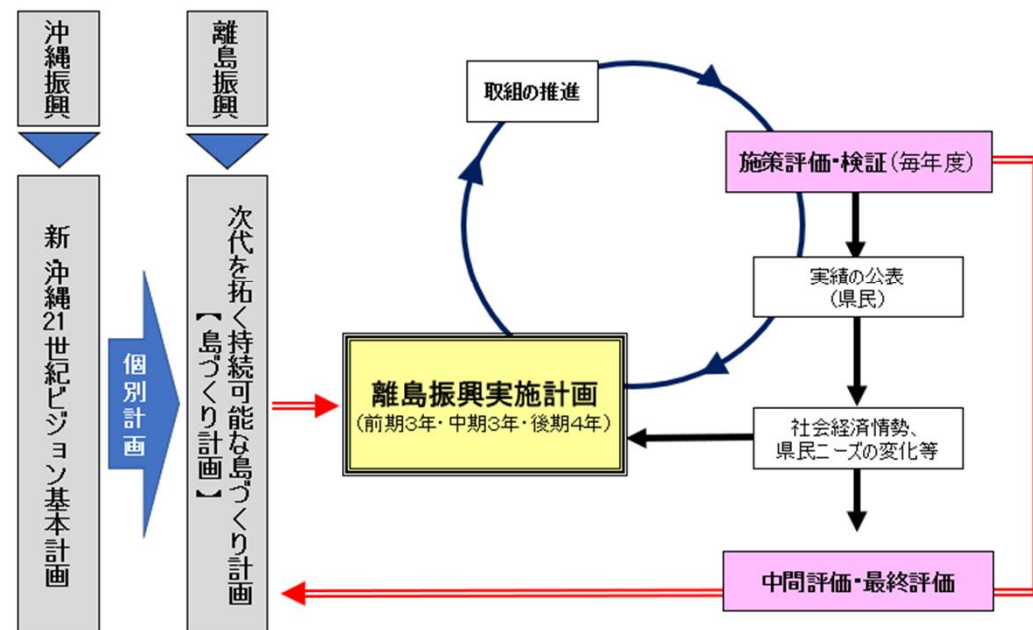 沖縄振興
新・沖縄21世紀ビジョン基本計画
個別計画
離島振興
次代を拓く持続可能な島づくり計画
【島づくり計画】
取組の推進
施策評価・検証(毎年度)
実績の公表
(県民)
離島振興実施計画
(前期3年・中期3年・後期4年)
社会経済情勢、
県民ニーズの変化等
中間評価・最終評価